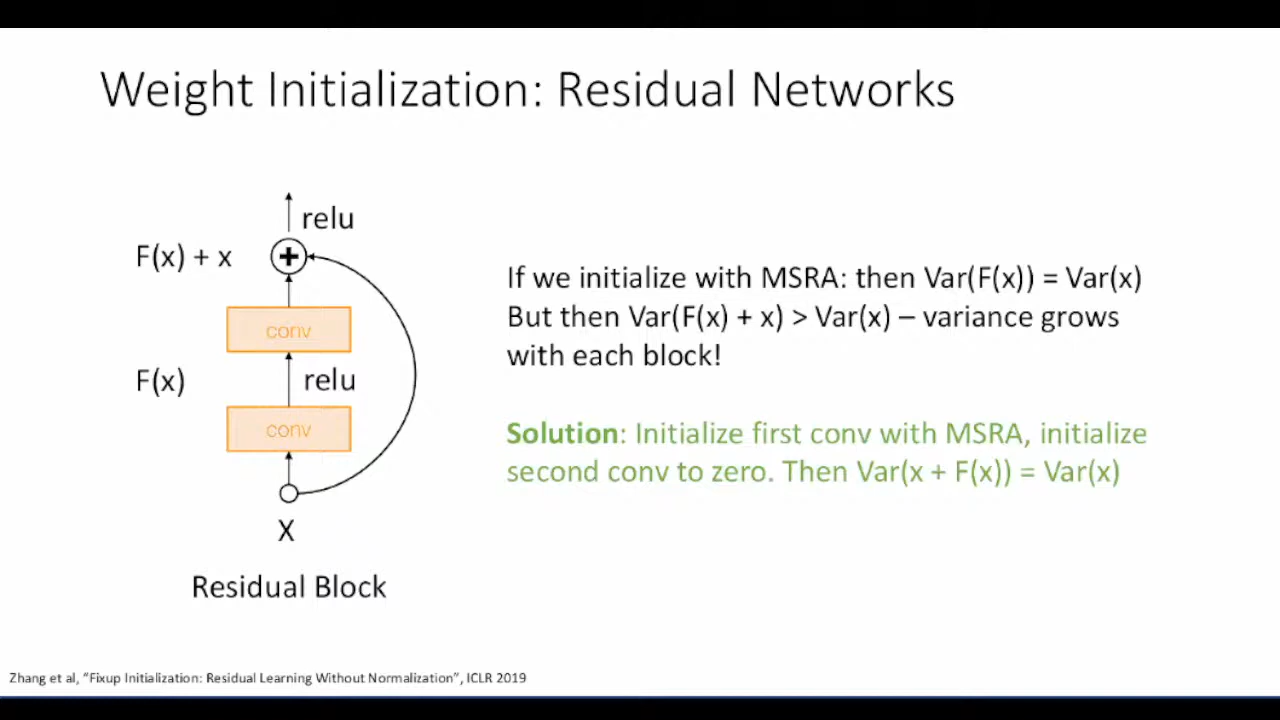 Weight Initialization: Residual Networks
relu
F(x) + x
+
conv
F(x)
relu
conv
X
Residual Block
If we initialize with MSRA: then Var(F(x)) = Var(x)
But then Var(F(x) + x) > Var(x) – variance grows
with each block!
Solution: Initialize first conv with MSRA, initialize
second conv to zero. Then Var(x + F(x)) = Var(x)
Zhang et al, “Fixup Initialization: Residual Learning Without Normalization”, ICLR 2019